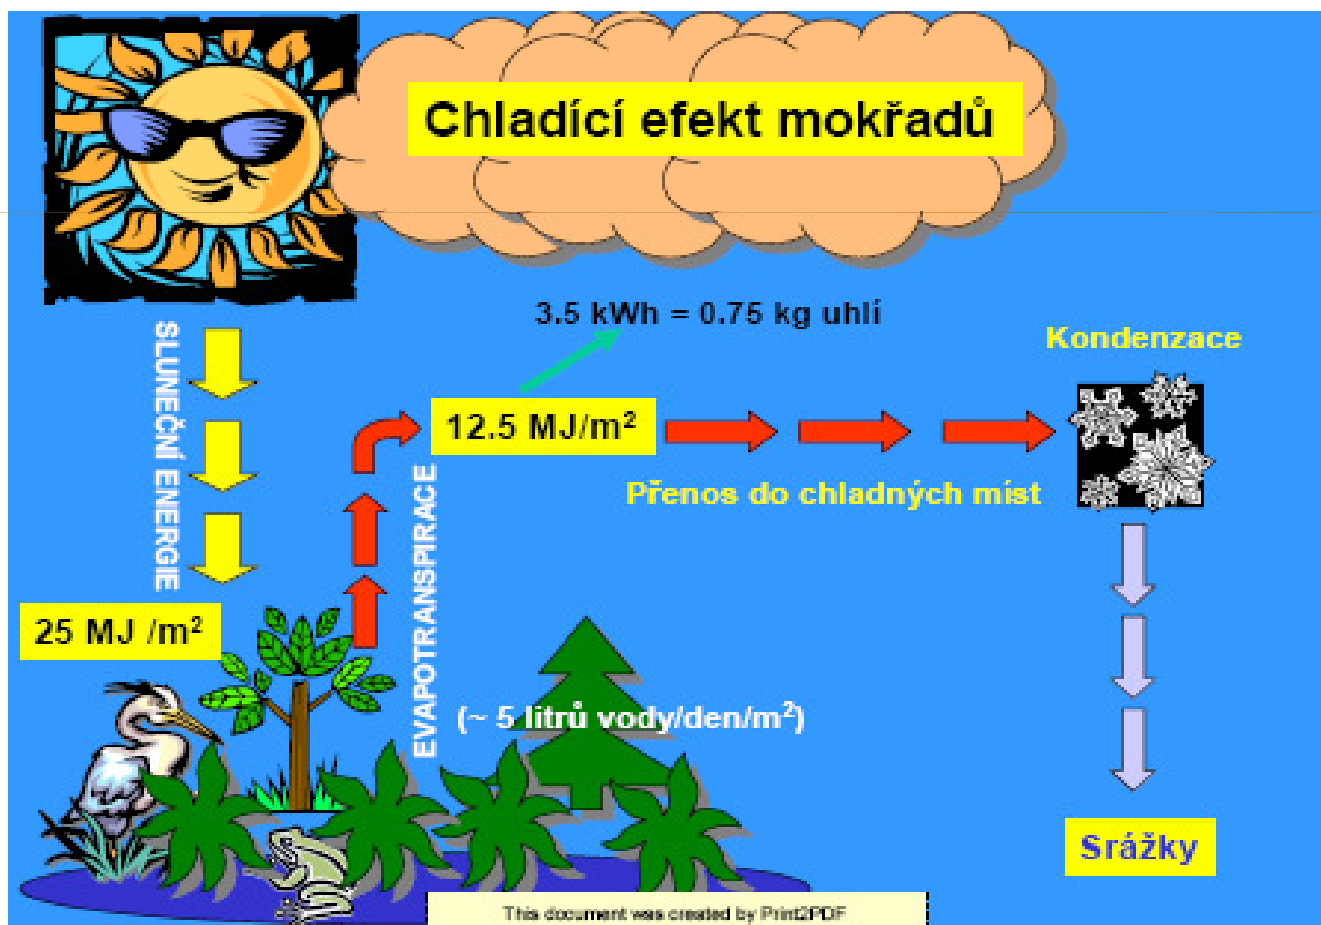 Chladící efekt mokřadů
3.5 kWh = 0.75 kg uhlí
Kondenzace
SLUNEČNÍ ENERGIE
12.5 MJ/m²
Přenos do chladných míst
EVAPOTRANSPIRACE
25 MJ /m²
(~ 5 litrů vody/den/m²)
Srážky
This document was created by Print2PDF